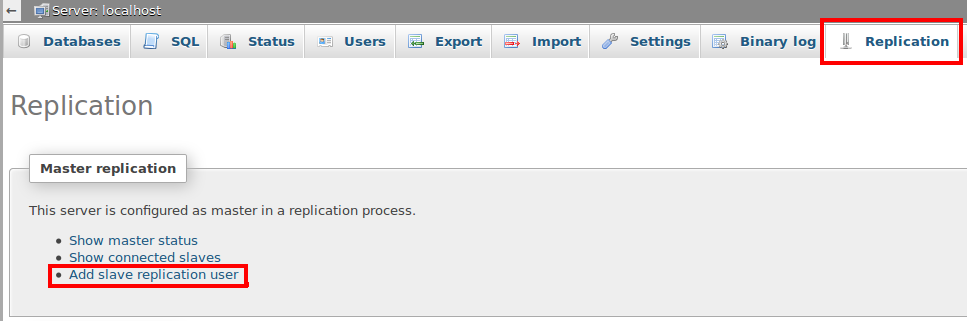 Server: localhost
Databases SQL Status Users Export Import Settings Binary log Replication
Replication
Master replication
This server is configured as master in a replication process.
Show master status
Show connected slaves
Add slave replication user